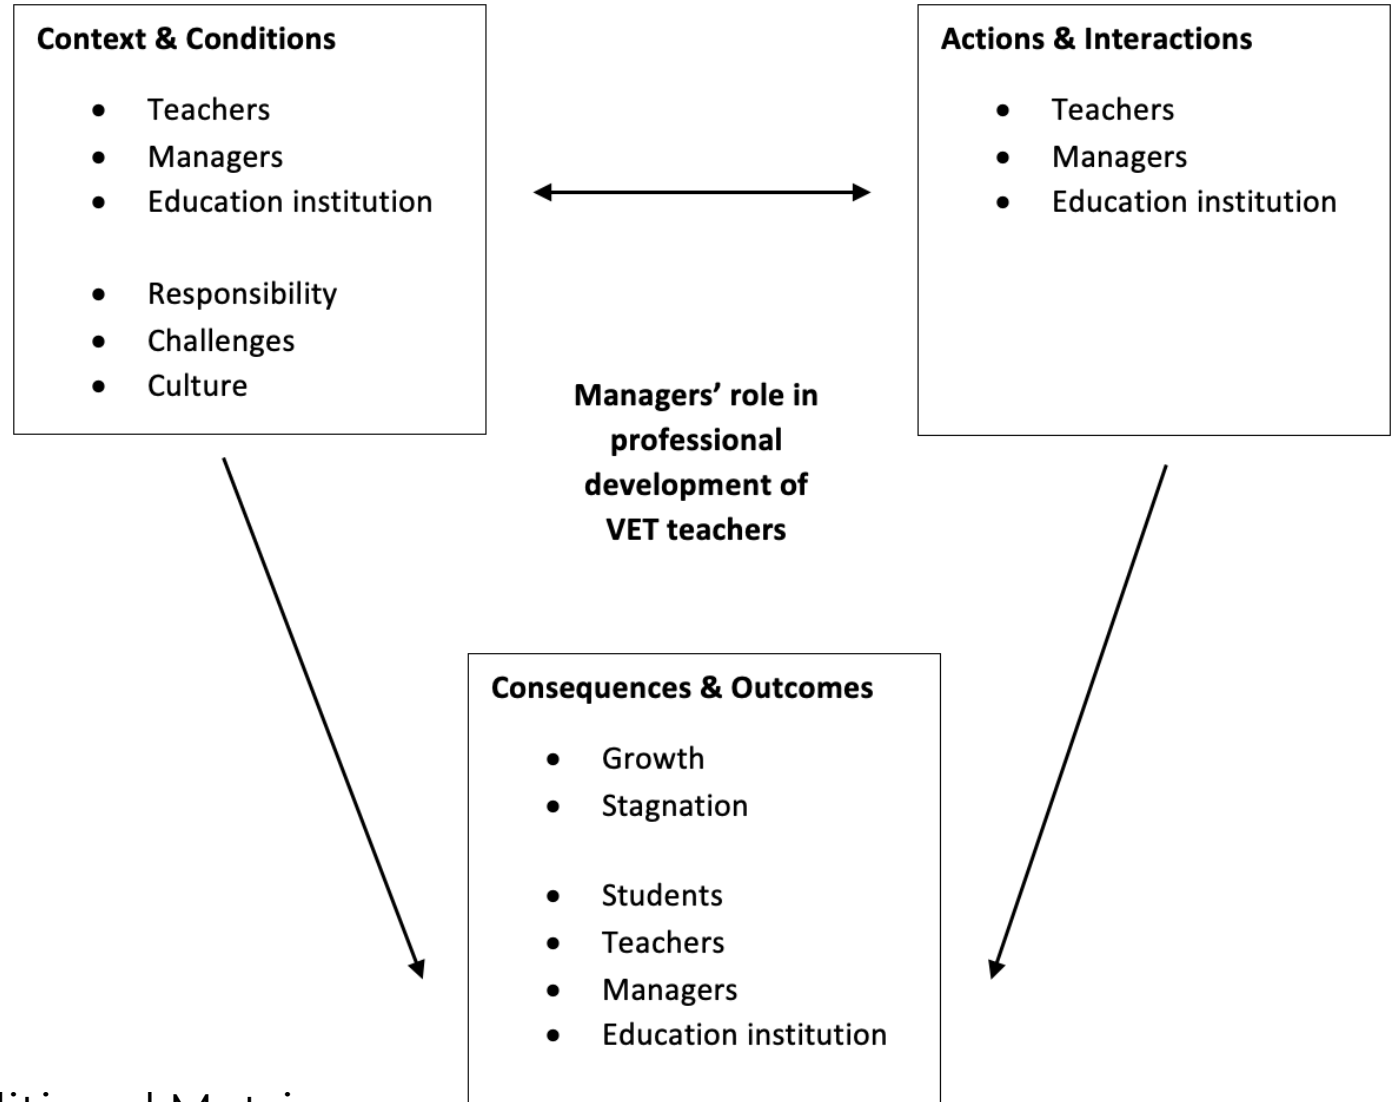 Context & Conditions
• Teachers
• Managers
• Education institution
• Responsibility
• Challenges
• Culture
Actions & Interactions
• Teachers
• Managers
• Education institution
Managers’ role in
professional
development of
VET teachers
Consequences & Outcomes
• Growth
• Stagnation
• Students
• Teachers
• Managers
• Education institution